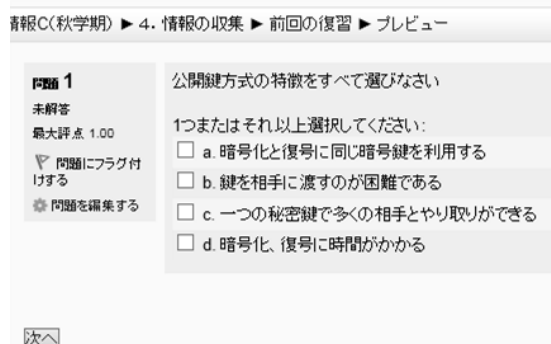 情報C(秋学期) ▶ 4. 情報の収集 ▶ 前回の復習 ▶ プレビュー
問題 1
未解答
最大評点 1.00
問題にフラグ付
けする
問題を編集する
公開鍵方式の特徴をすべて選びなさい
1つまたはそれ以上選択してください:
a. 暗号化と復号に同じ暗号鍵を利用する
b. 鍵を相手に渡すのが困難である
c. 一つの秘密鍵で多くの相手とやり取りができる
d. 暗号化、復号に時間がかかる
次へ